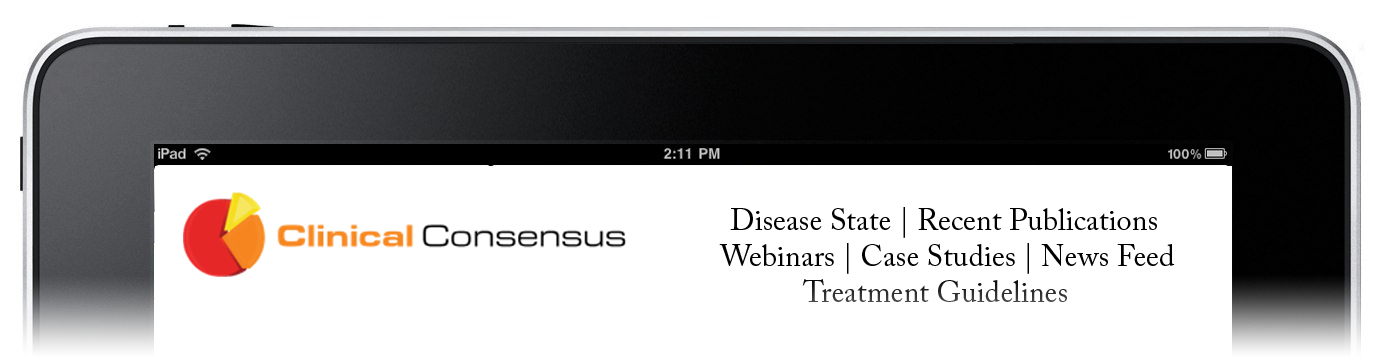 iPad 2:11 PM 100%
Clinical Consensus
Disease State | Recent Publications
Webinars | Case Studies | News Feed
Treatment Guidelines